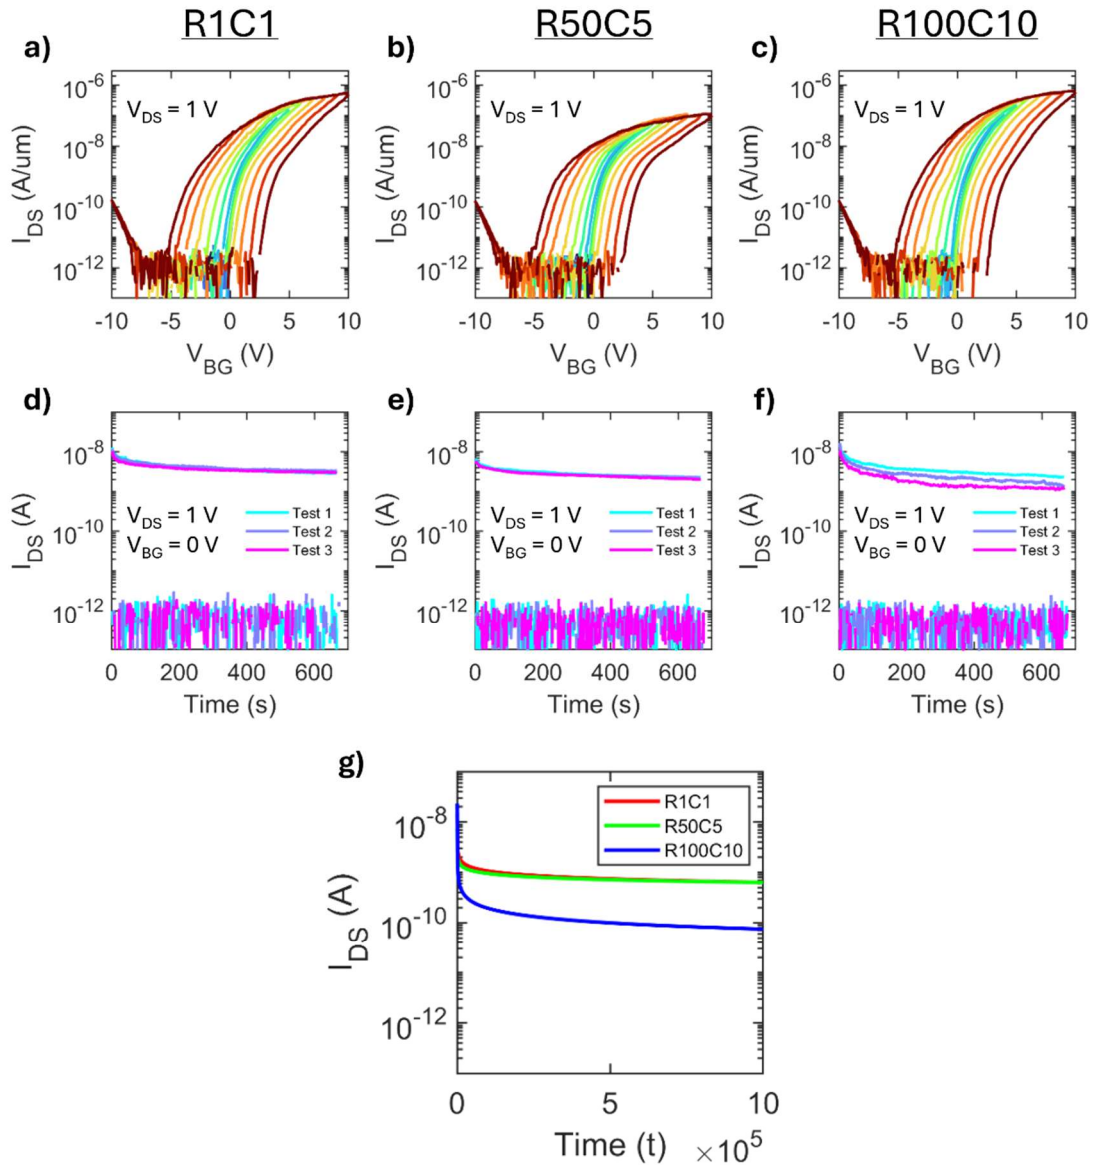 R1C1 R50C5 R100C10
a) b) c)
10^-6 10^-6 10^-6
V_DS = 1 V V_DS = 1 V V_DS = 1 V
10^-8 10^-8 10^-8
10^-10 10^-10 10^-10
10^-12 10^-12 10^-12
I_DS (A/um) I_DS (A/um) I_DS (A/um)
-10 -5 0 5 10 -10 -5 0 5 10 -10 -5 0 5 10
V_BG (V) V_BG (V) V_BG (V)
d) e) f)
10^-8 10^-8 10^-8
V_DS = 1 V Test 1 V_DS = 1 V Test 1 V_DS = 1 V Test 1
10^-10 Test 2 10^-10 Test 2 10^-10 Test 2
V_BG = 0 V Test 3 V_BG = 0 V Test 3 V_BG = 0 V Test 3
10^-12 10^-12 10^-12
I_DS (A) I_DS (A) I_DS (A)
0 200 400 600 0 200 400 600 0 200 400 600
Time (s) Time (s) Time (s)
g)
R1C1
10^-8 R50C5
R100C10
10^-10
10^-12
I_DS (A)
0 5 10
Time (t) ×10^5